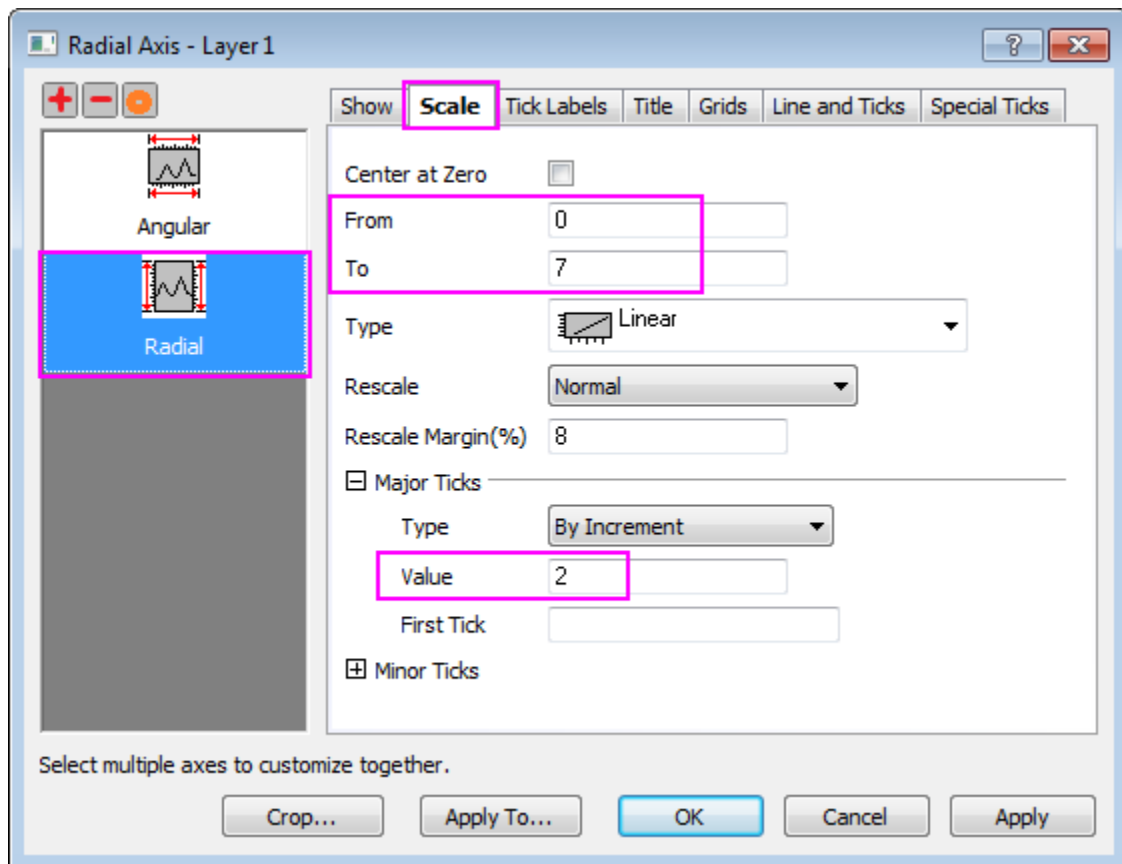 Radial Axis - Layer 1
Show Scale Tick Labels Title Grids Line and Ticks Special Ticks
Angular
Radial
Center at Zero
From 0
To 7
Type Linear
Rescale Normal
Rescale Margin(%) 8
Major Ticks
Type By Increment
Value 2
First Tick
Minor Ticks
Select multiple axes to customize together.
Crop... Apply To... OK Cancel Apply